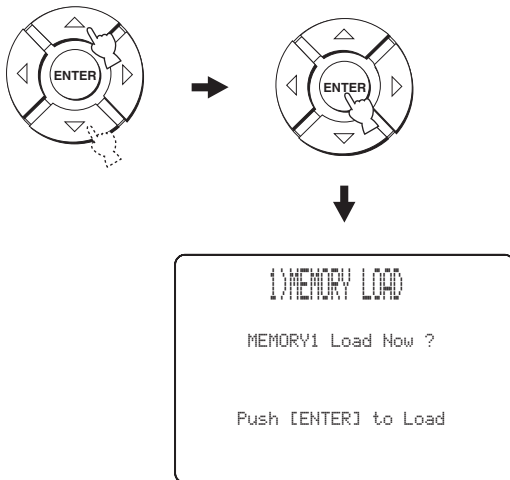 ENTER
ENTER
1)MEMORY LOAD
MEMORY1 Load Now ?
Push [ENTER] to Load